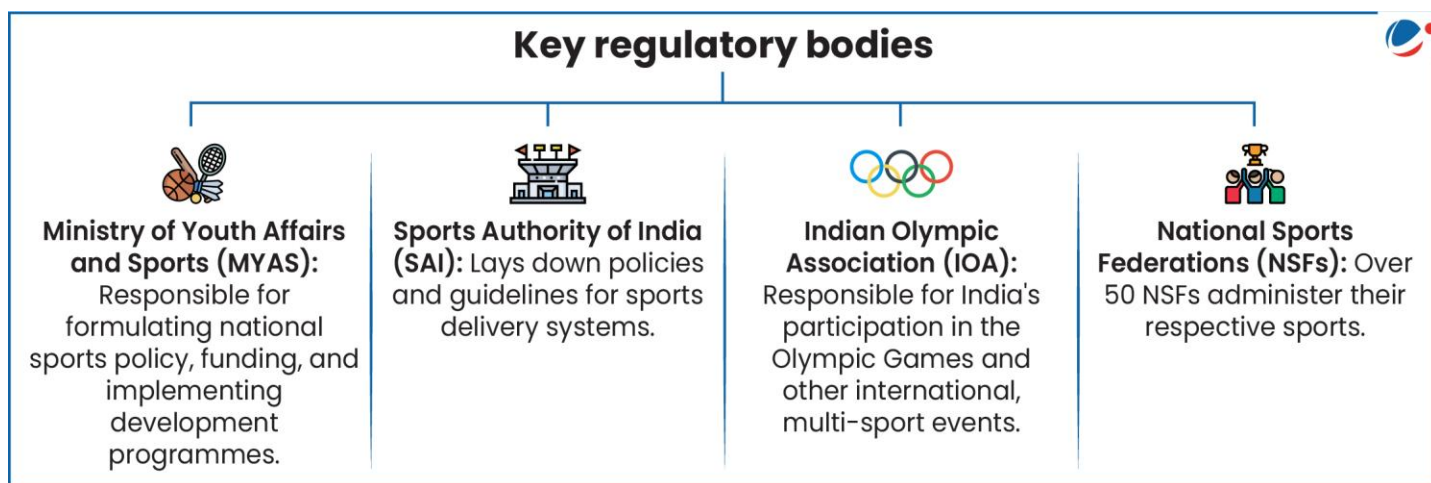 Key regulatory bodies
Ministry of Youth Affairs
and Sports (MYAS):
Responsible for
formulating national
sports policy, funding, and
implementing
development
programmes.
Sports Authority of India
(SAI): Lays down policies
and guidelines for sports
delivery systems.
Indian Olympic
Association (IOA):
Responsible for India's
participation in the
Olympic Games and
other international,
multi-sport events.
National Sports
Federations (NSFs): Over
50 NSFs administer their
respective sports.